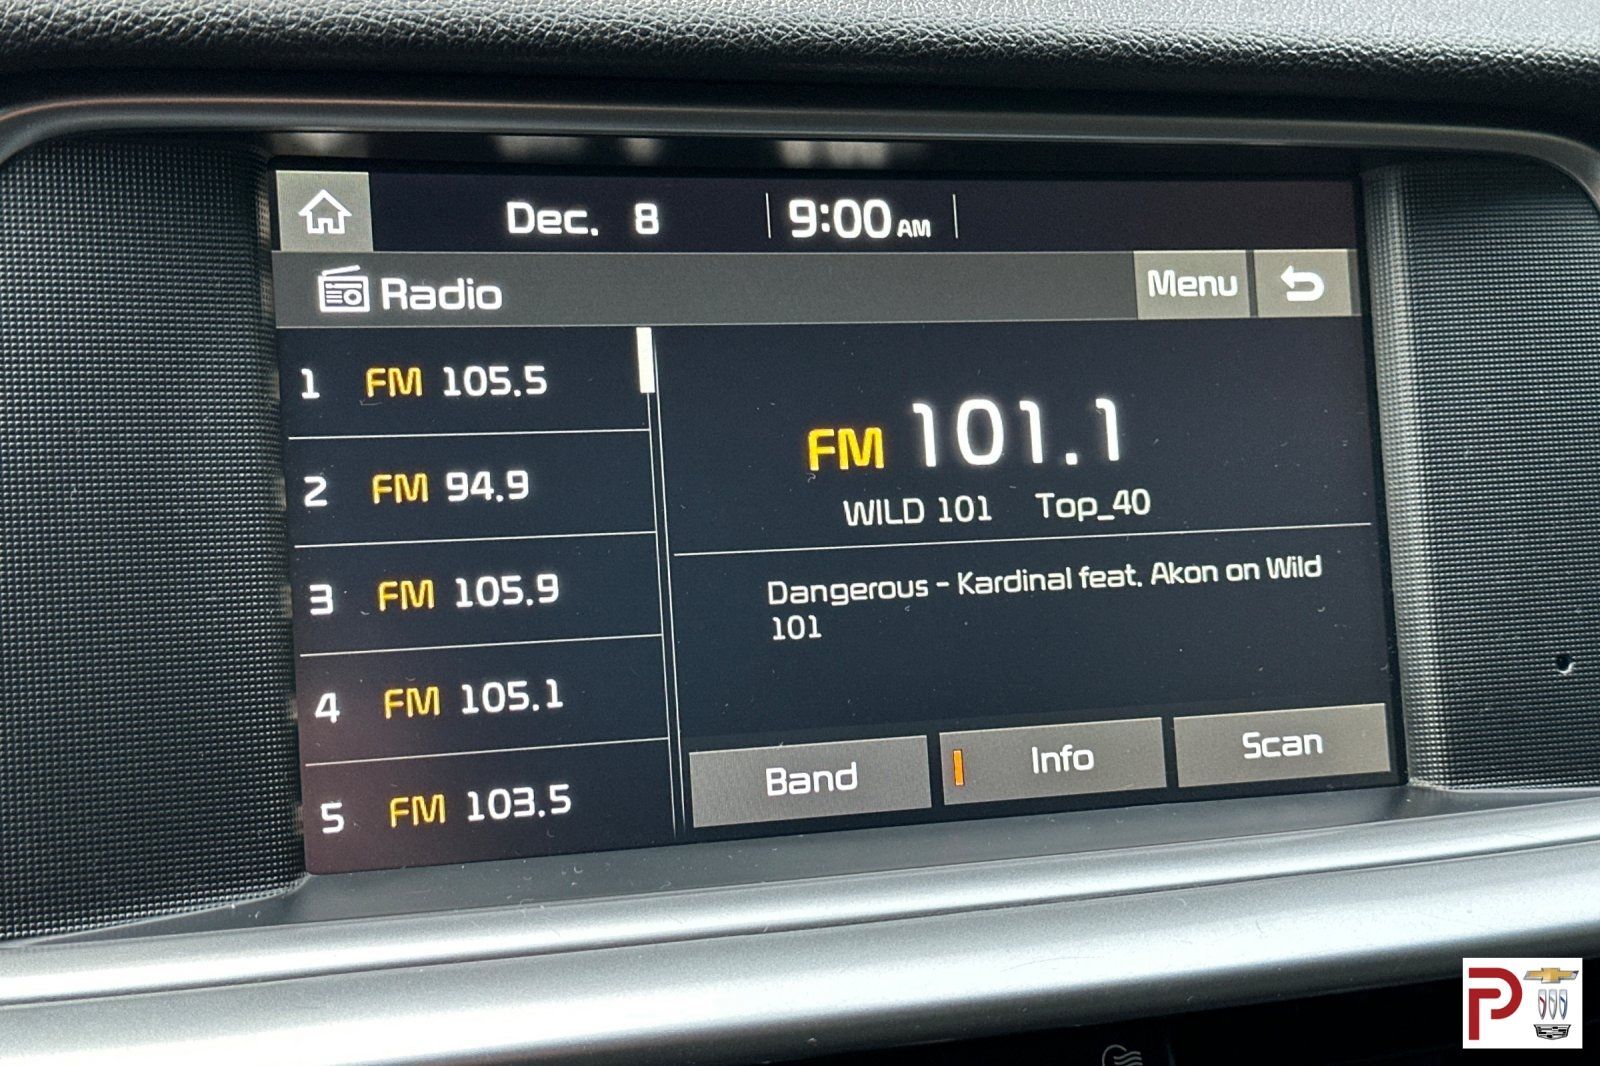 Dec. 8 9:00 AM
Radio Menu
1 FM 105.5
2 FM 94.9
3 FM 105.9
4 FM 105.1
5 FM 103.5
FM 101.1
WILD 101 Top_40
Dangerous - Kardinal feat. Akon on Wild
101
Band Info Scan
P